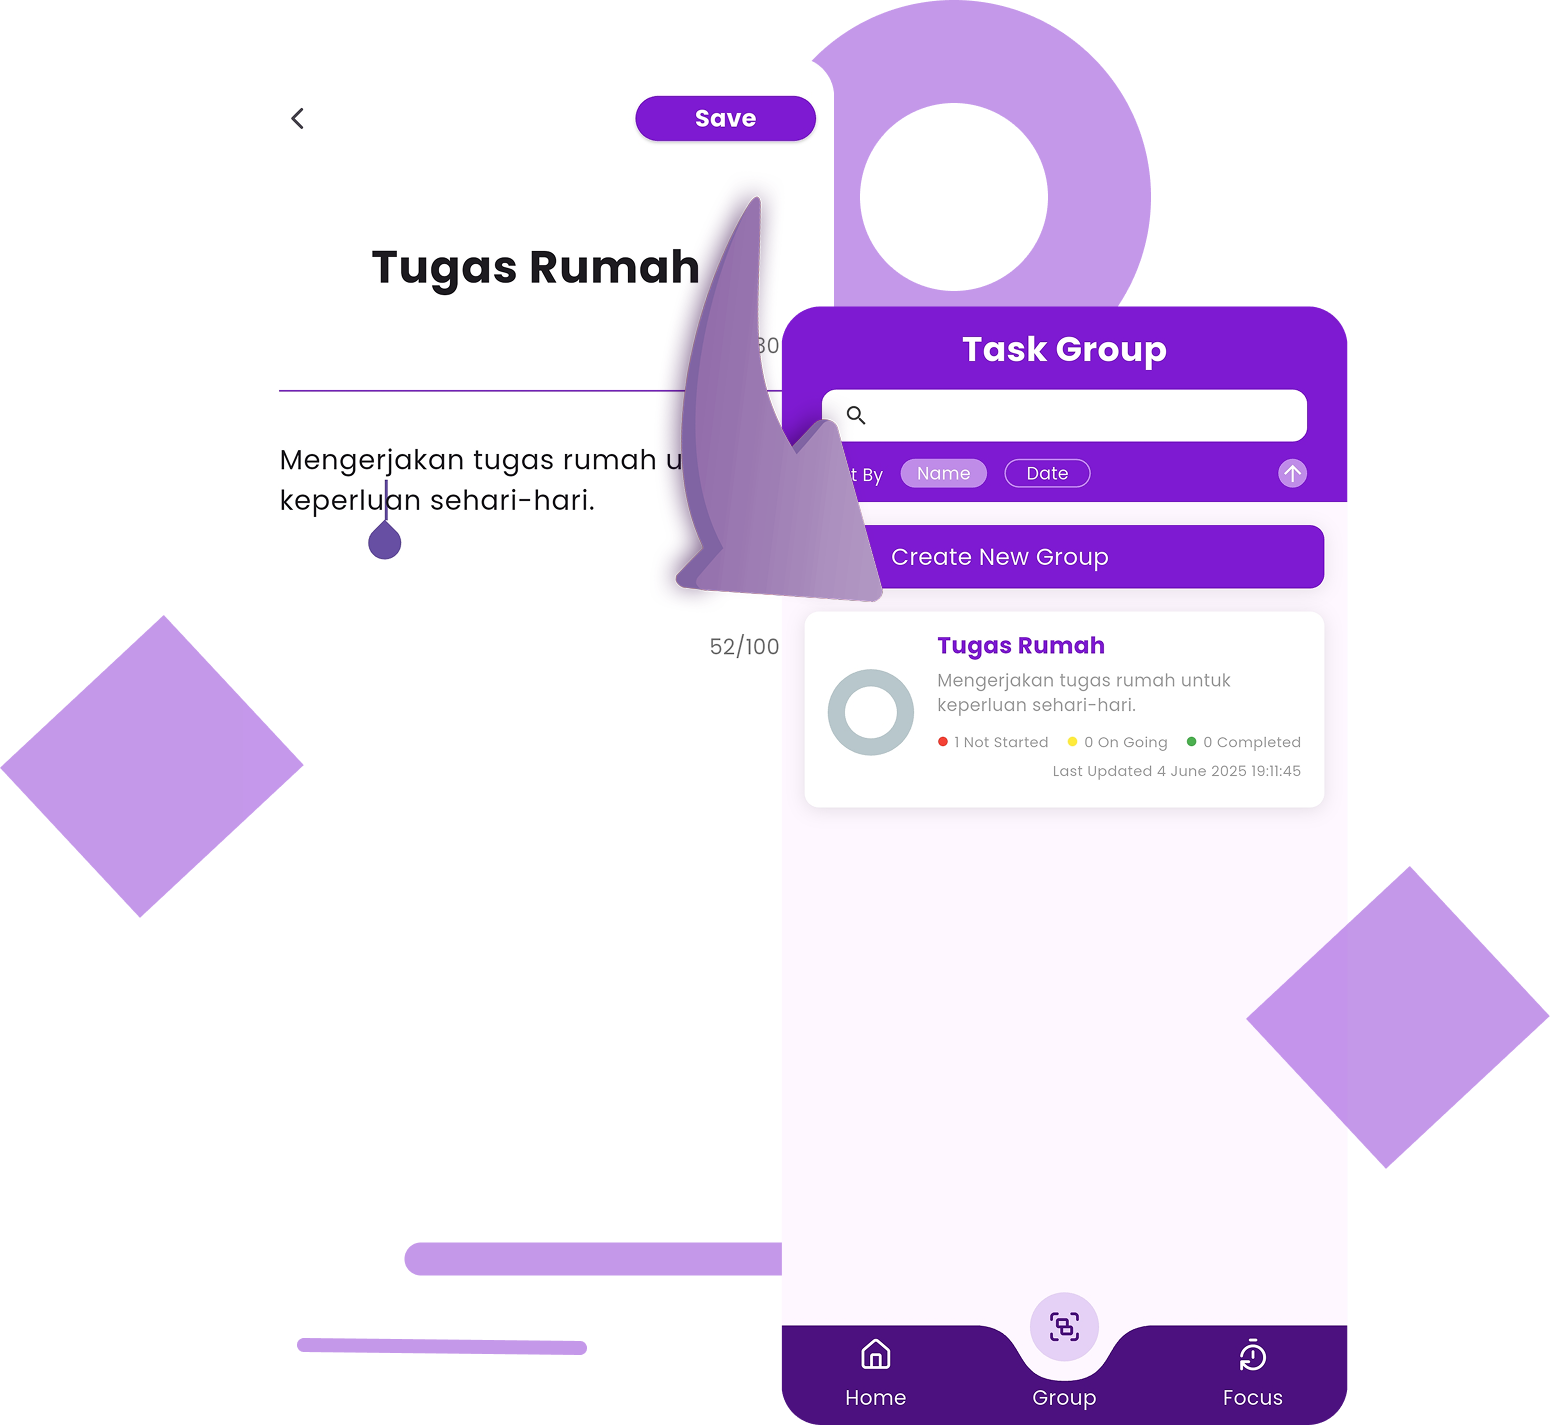 Save
Tugas Rumah
30
Mengerjakan tugas rumah
keperluan sehari-hari.
52/100
Task Group
By
Name
Date
Create New Group
Tugas Rumah
Mengerjakan tugas rumah untuk
keperluan sehari-hari.
1 Not Started
0 On Going
0 Completed
Last Updated 4 June 2025 19:11:45
Home
Group
Focus